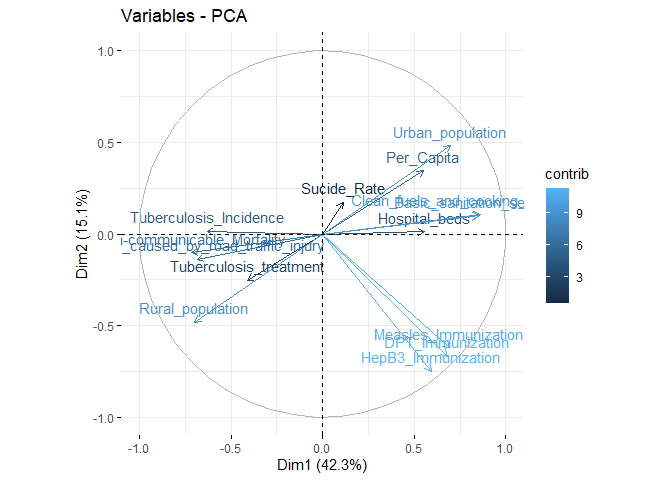 Variables - PCA
1.0
Urban_population
0.5
Per_Capita
contrib
Sucide_Rate
Clean_fuels_and_cooking
9
Tuberculosis_Incidence
Hospital_beds
0.0
6
caused_by_road_traffic_injury
Tuberculosis_treatment
3
Rural_population
-0.5
Measles_Immunization
DPT_Immunization
HepB3_Immunization
-1.0
-1.0 -0.5 0.0 0.5 1.0
Dim1 (42.3%)
Dim2 (15.1%)